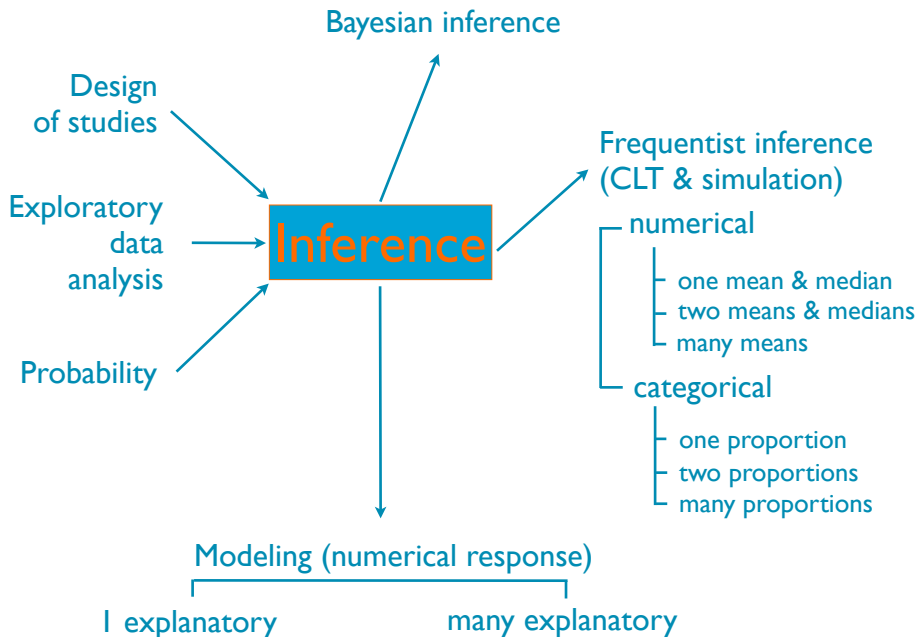 Bayesian inference
Design
of studies
Exploratory
data
analysis
Probability
Inference
Frequentist inference
(CLT & simulation)
numerical
one mean & median
two means & medians
many means
categorical
one proportion
two proportions
many proportions
Modeling (numerical response)
1 explanatory
many explanatory